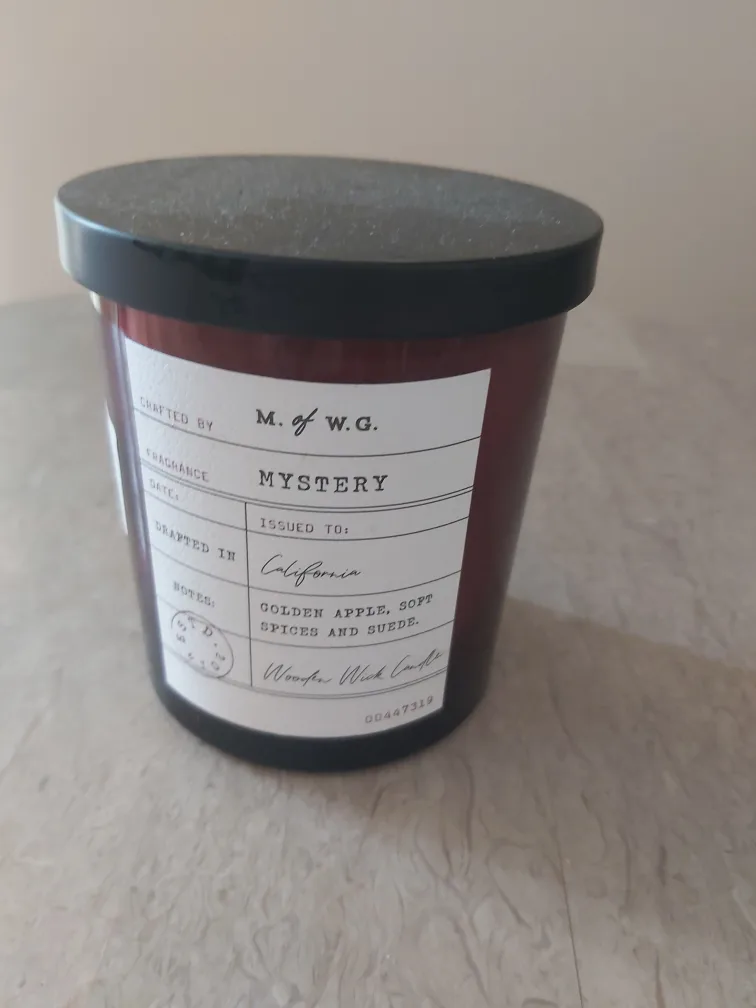 CRAFTED BY M. of W.G.
FRAGRANCE MYSTERY
DATE:
ISSUED TO:
DRAFTED IN California
NOTES: GOLDEN APPLE, SOFT
SPICES AND SUEDE.
Wooden Wick Candle
00447319